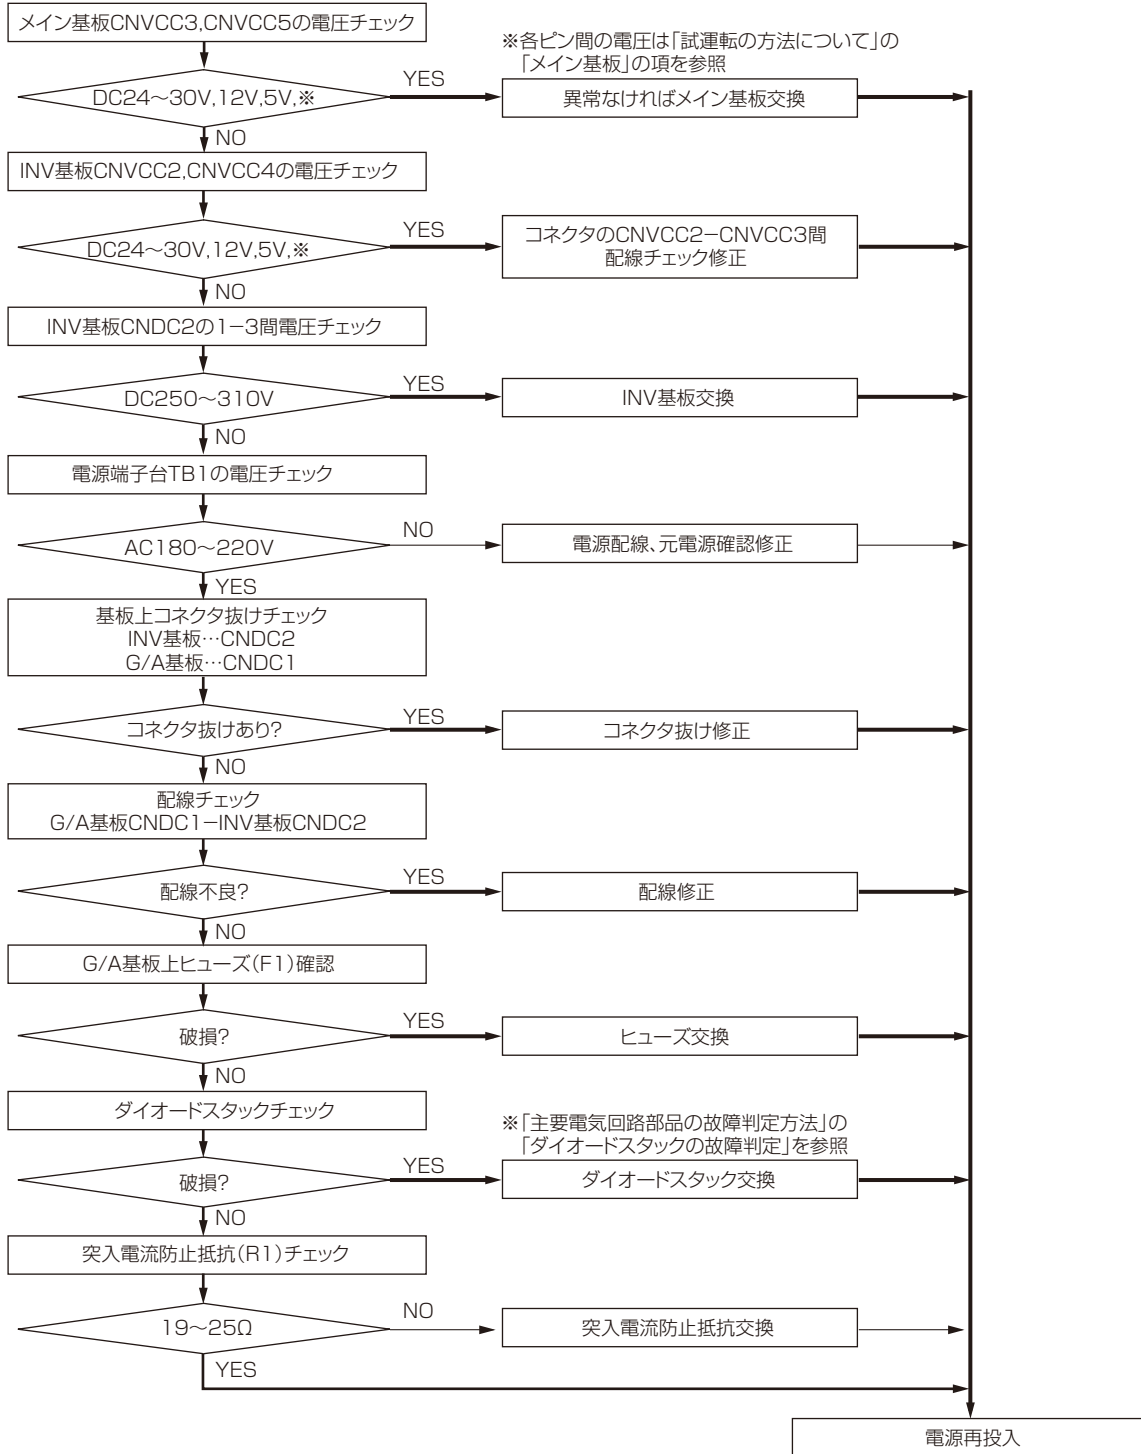 メイン基板CNVCC3,CNVCC5の電圧チェック
※各ピン間の電圧は「試運転の方法について」の
「メイン基板」の項を参照
DC24～30V,12V,5V,※
YES
異常なければメイン基板交換
NO
INV基板CNVCC2,CNVCC4の電圧チェック
DC24～30V,12V,5V,※
YES
コネクタのCNVCC2－CNVCC3間
配線チェック修正
NO
INV基板CNDC2の1－3間電圧チェック
DC250～310V
YES
INV基板交換
NO
電源端子台TB1の電圧チェック
AC180～220V
NO
電源配線、元電源確認修正
YES
基板上コネクタ抜けチェック
INV基板…CNDC2
G/A基板…CNDC1
コネクタ抜けあり?
YES
コネクタ抜け修正
NO
配線チェック
G/A基板CNDC1－INV基板CNDC2
配線不良?
YES
配線修正
NO
G/A基板上ヒューズ(F1)確認
破損?
YES
ヒューズ交換
NO
ダイオードスタックチェック
※「主要電気回路部品の故障判定方法」の
「ダイオードスタックの故障判定」を参照
破損?
YES
ダイオードスタック交換
NO
突入電流防止抵抗(R1)チェック
19～25Ω
NO
突入電流防止抵抗交換
YES
電源再投入